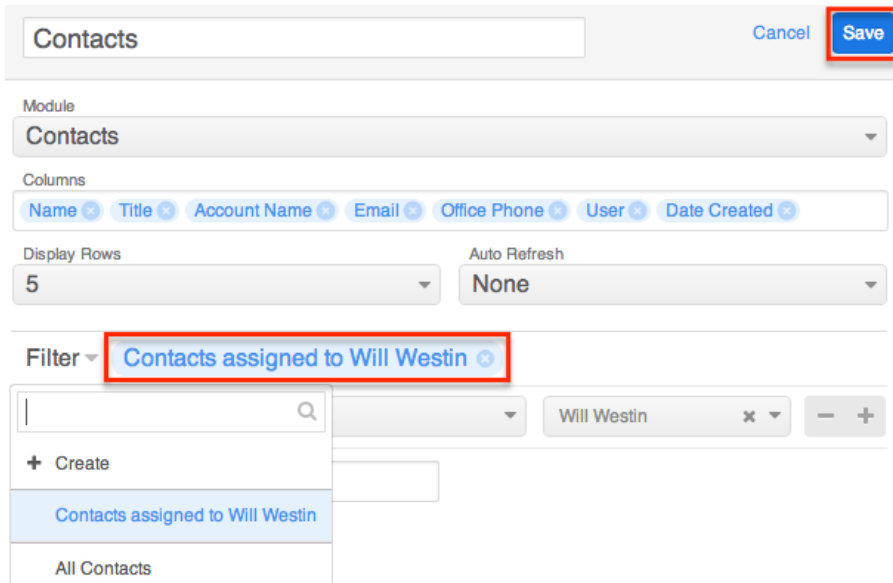 Contacts
Cancel
Save
Module
Contacts
Columns
Name Title Account Name Email Office Phone User Date Created
Display Rows Auto Refresh
5 None
Filter Contacts assigned to Will Westin
Will Westin
Create
Contacts assigned to Will Westin
All Contacts